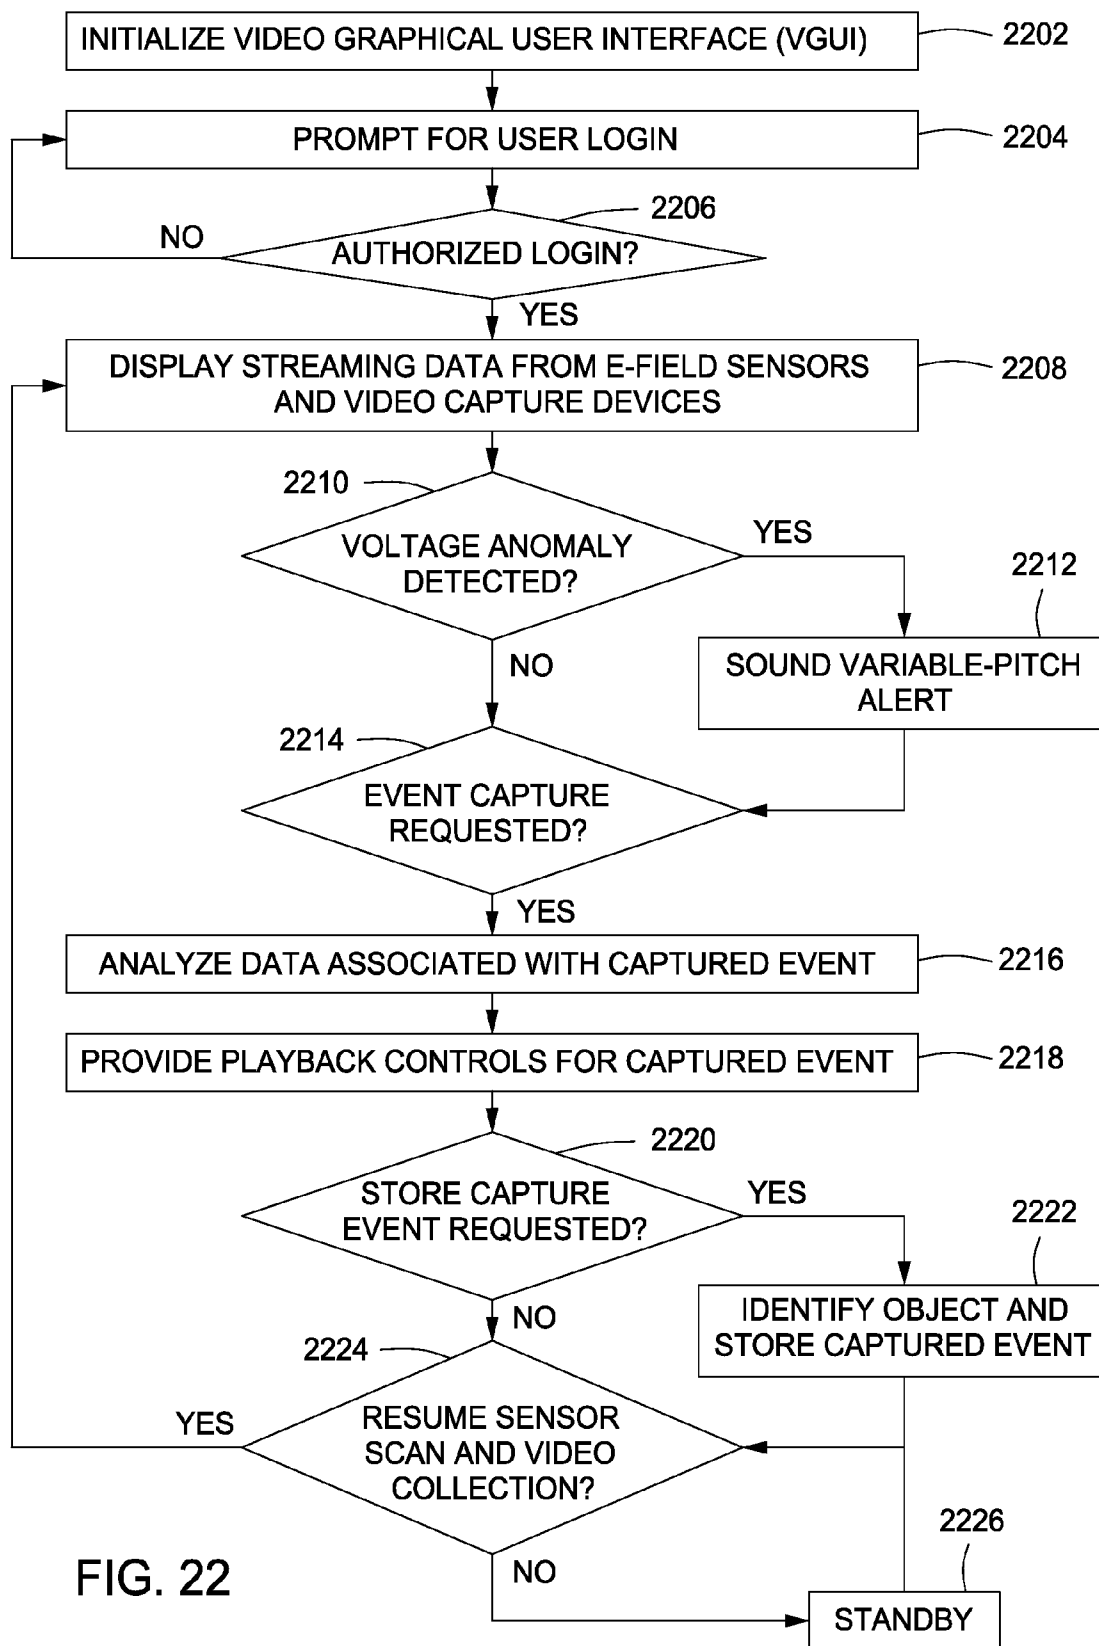 INITIALIZE VIDEO GRAPHICAL USER INTERFACE (VGUI)
2202
PROMPT FOR USER LOGIN
2204
2206
NO
AUTHORIZED LOGIN?
YES
DISPLAY STREAMING DATA FROM E-FIELD SENSORS
AND VIDEO CAPTURE DEVICES
2208
2210
VOLTAGE ANOMALY
DETECTED?
YES
2212
NO
SOUND VARIABLE-PITCH
ALERT
2214
EVENT CAPTURE
REQUESTED?
YES
ANALYZE DATA ASSOCIATED WITH CAPTURED EVENT
2216
PROVIDE PLAYBACK CONTROLS FOR CAPTURED EVENT
2218
2220
STORE CAPTURE
EVENT REQUESTED?
YES
2222
NO
IDENTIFY OBJECT AND
STORE CAPTURED EVENT
2224
YES
RESUME SENSOR
SCAN AND VIDEO
COLLECTION?
2226
NO
STANDBY
FIG. 22